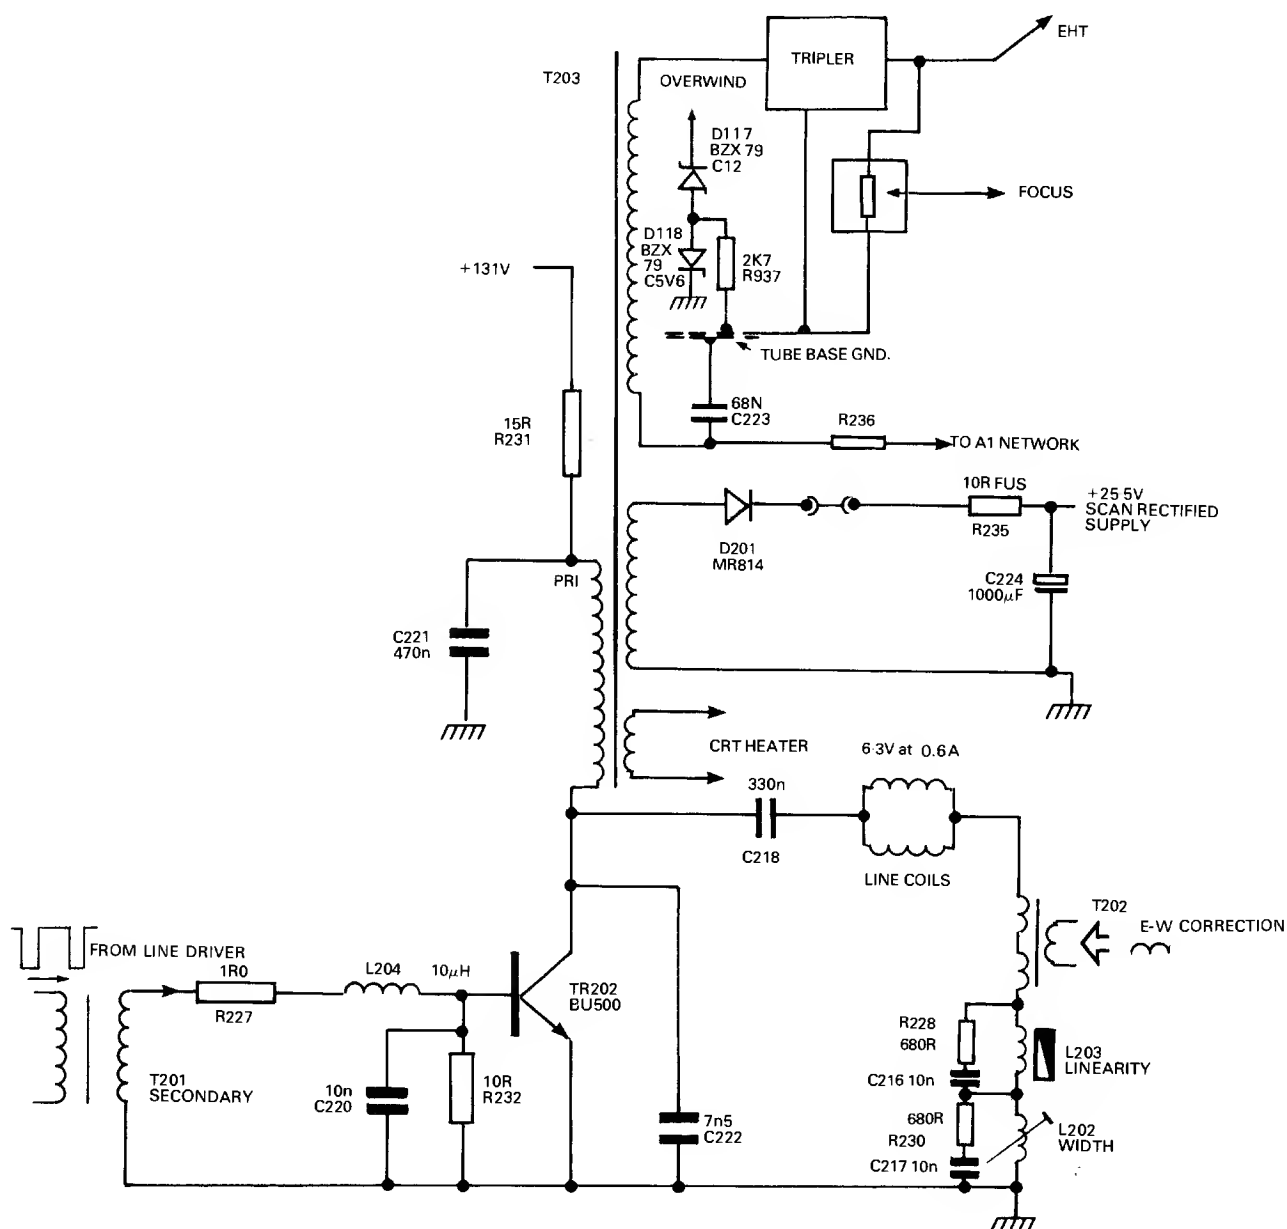 EHT
TRIPLER
T203
OVERWIND
D117
BZX 79
C12
FOCUS
D118
BZX
79
C5V6
2K7
R937
+131V
TUBE BASE GND.
68N
C223
R236
TO A1 NETWORK
15R
R231
10R FUS
R235
+25·5V
SCAN RECTIFIED
SUPPLY
D201
MR814
PRI
C224
1000μF
C221
470n
CRT HEATER
6·3V at 0.6A
330n
C218
LINE COILS
T202
E-W CORRECTION
FROM LINE DRIVER
1R0
R227
L204
10μH
TR202
BU500
R228
680R
L203
LINEARITY
C216 10n
T201
SECONDARY
10n
C220
10R
R232
7n5
C222
680R
R230
L202
WIDTH
C217 10n